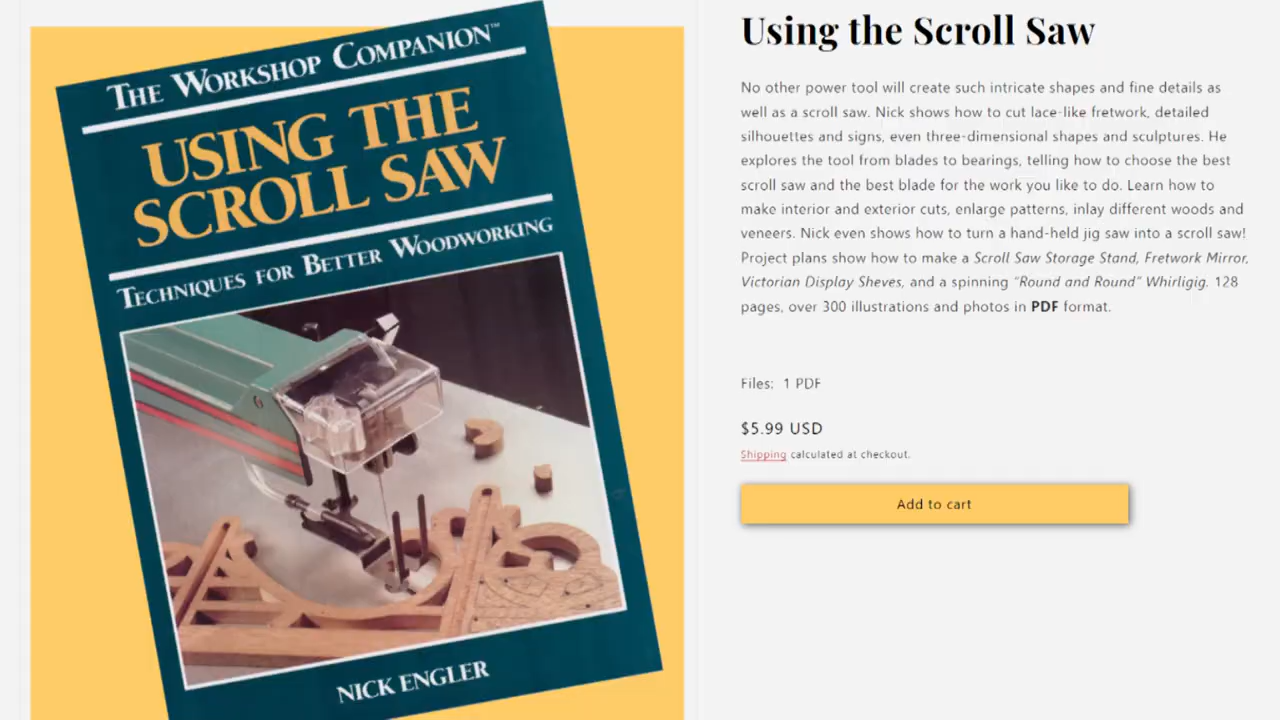 THE WORKSHOP COMPANION™
USING THE
SCROLL SAW
TECHNIQUES FOR BETTER WOODWORKING
NICK ENGLER
Using the Scroll Saw
No other power tool will create such intricate shapes and fine details as
well as a scroll saw. Nick shows how to cut lace-like fretwork, detailed
silhouettes and signs, even three-dimensional shapes and sculptures. He
explores the tool from blades to bearings, telling how to choose the best
scroll saw and the best blade for the work you like to do. Learn how to
make interior and exterior cuts, enlarge patterns, inlay different woods and
veneers. Nick even shows how to turn a hand-held jig saw into a scroll saw!
Project plans show how to make a Scroll Saw Storage Stand, Fretwork Mirror,
Victorian Display Sheves, and a spinning “Round and Round” Whirligig. 128
pages, over 300 illustrations and photos in PDF format.
Files: 1 PDF
$5.99 USD
Shipping calculated at checkout.
Add to cart